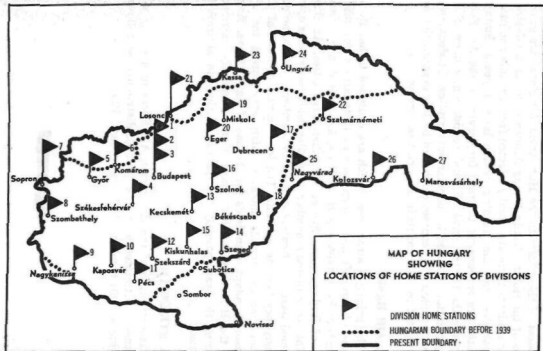 23
24
21
Kassa
Ungvár
Losonc
19
22
Miskolc
Szatmárnémeti
1
20
2
Eger
17
7
6
3
Debrecen
5
Komárom
25
26
27
Győr
Budapest
16
Nagyvárad
Kolozsvár
Marosvásárhely
Sopron
4
Szolnok
8
Székesfehérvár
13
18
Szombathely
Kecskemét
Békéscsaba
15
14
9
10
12
Kiskunhalas
Szeged
Nagykanizsa
Kaposvár
11
Szekszárd
Subotica
Pécs
Sombor
Novisad
MAP OF HUNGARY
SHOWING
LOCATIONS OF HOME STATIONS OF DIVISIONS
DIVISION HOME STATIONS
HUNGARIAN BOUNDARY BEFORE 1939
PRESENT BOUNDARY